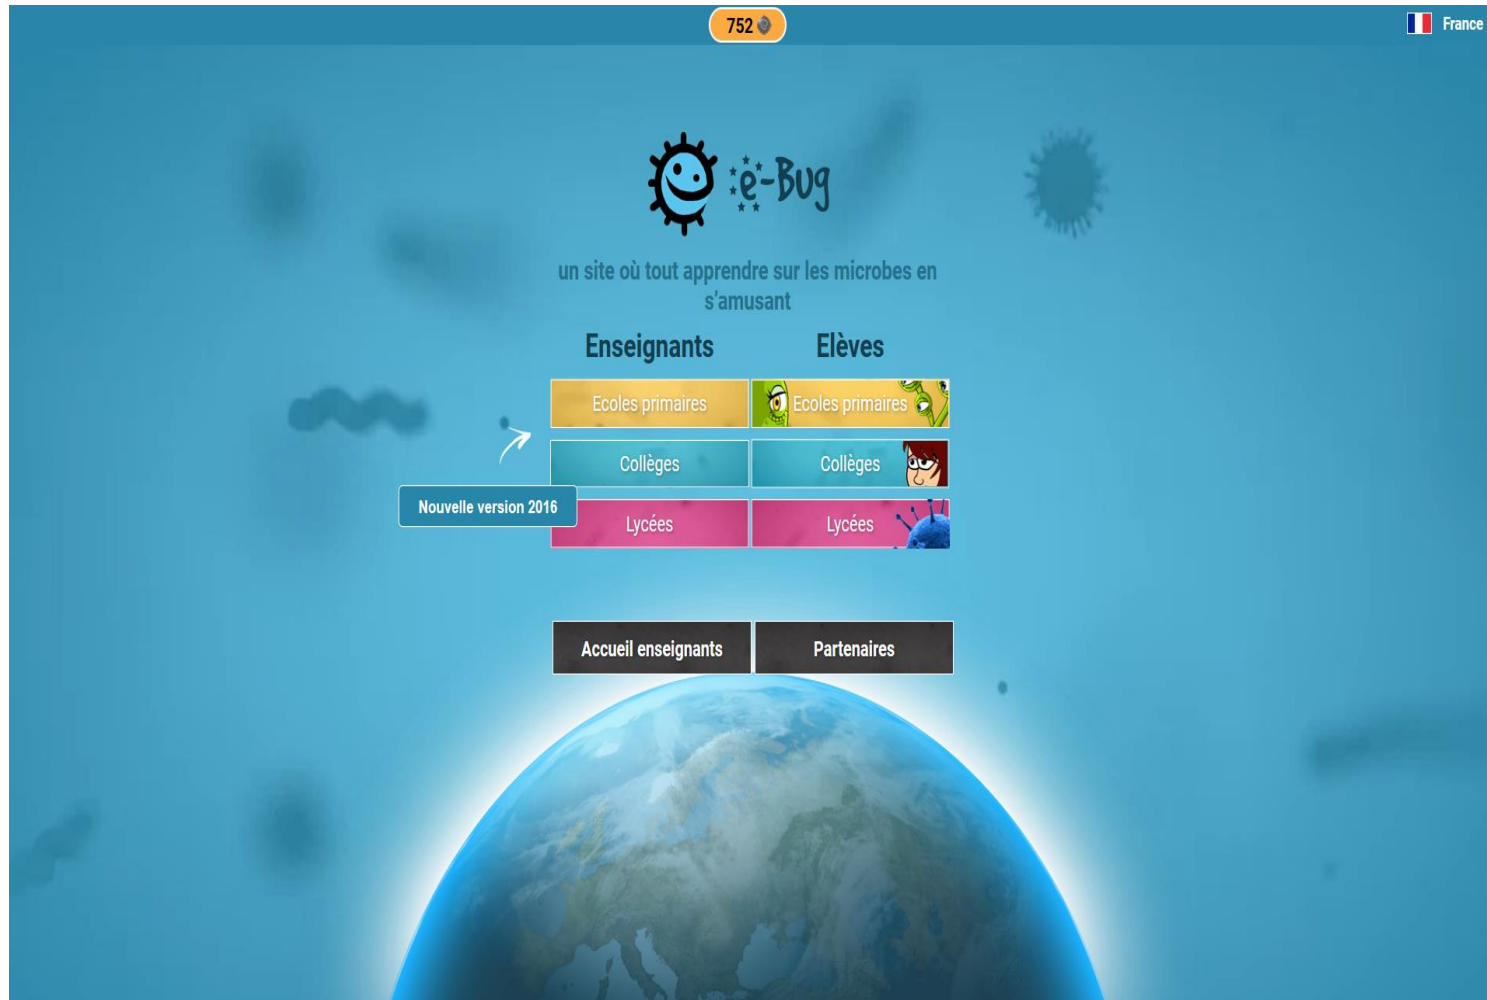 752
France
e-Bug
un site où tout apprendre sur les microbes en
s'amusant
Enseignants Elèves
Ecoles primaires Ecoles primaires
Collèges Collèges
Nouvelle version 2016
Lycées Lycées
Accueil enseignants Partenaires